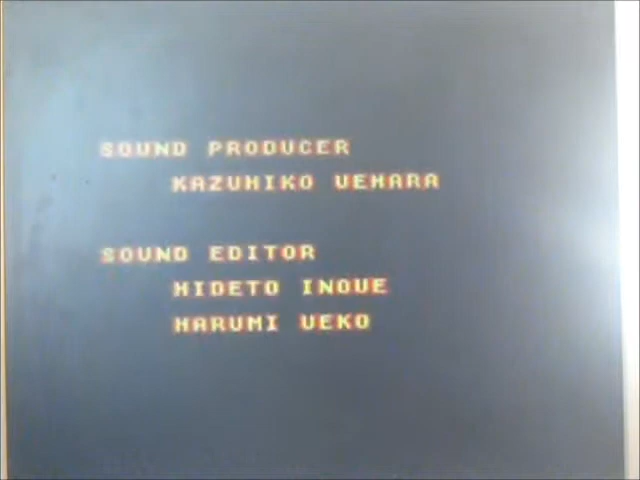 SOUND PRODUCER
KAZUHIKO UEHARA
SOUND EDITOR
HIDETO INOUE
HARUMI UEKO